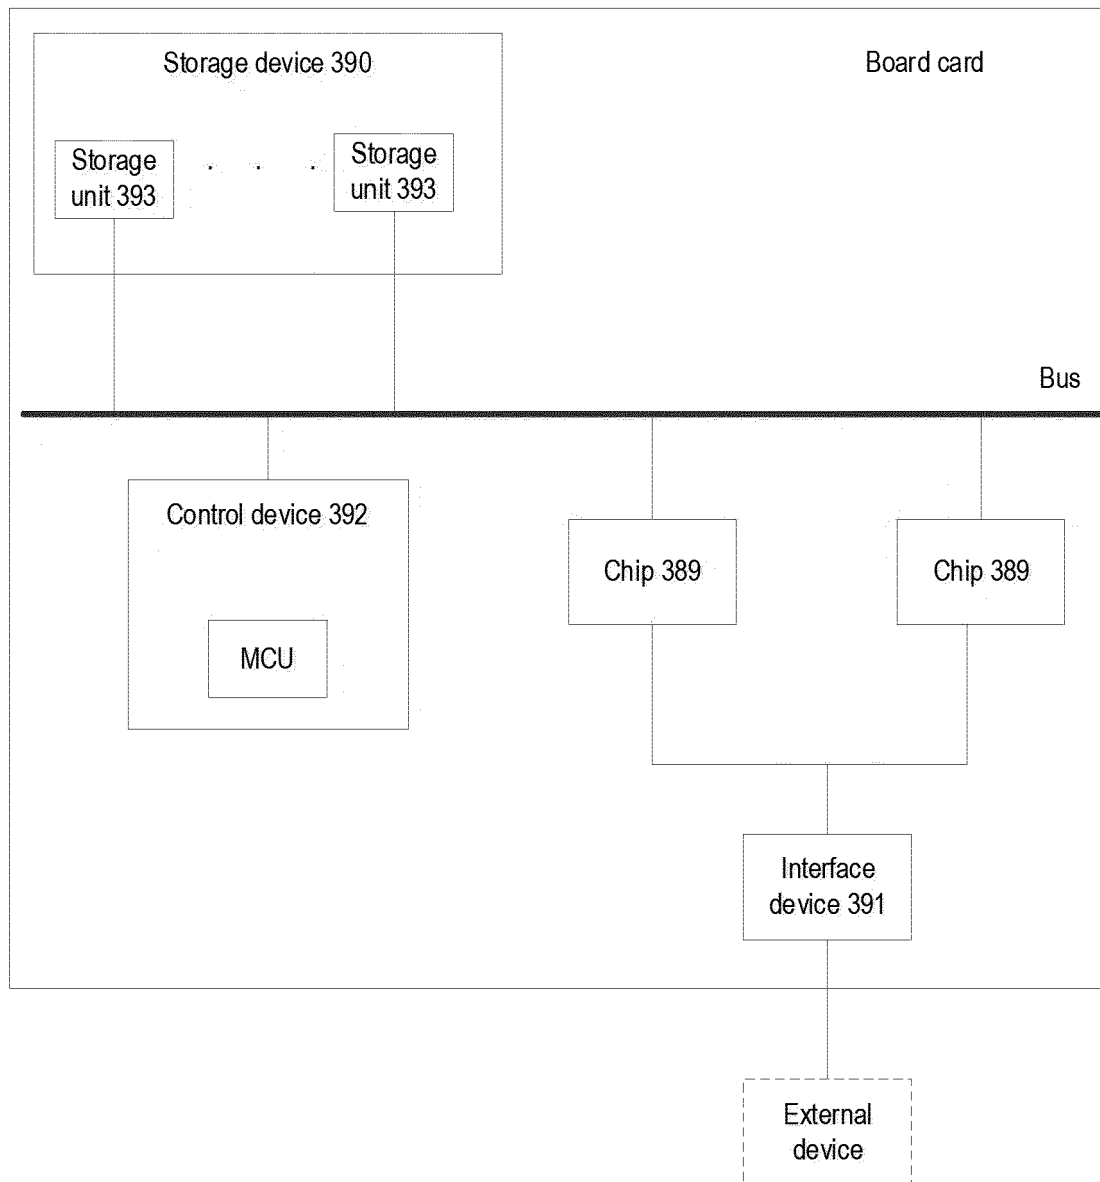 Storage device 390
Board card
Storage
unit 393
. . .
Storage
unit 393
Bus
Control device 392
MCU
Chip 389
Chip 389
Interface
device 391
External
device